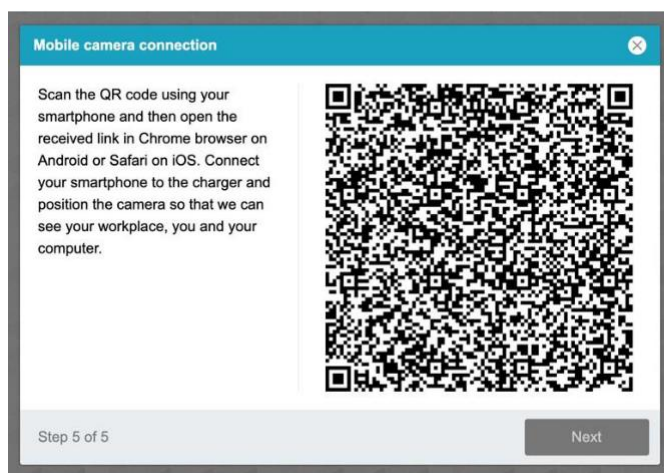 Mobile camera connection
Scan the QR code using your
smartphone and then open the
received link in Chrome browser on
Android or Safari on iOS. Connect
your smartphone to the charger and
position the camera so that we can
see your workplace, you and your
computer.
Step 5 of 5
Next